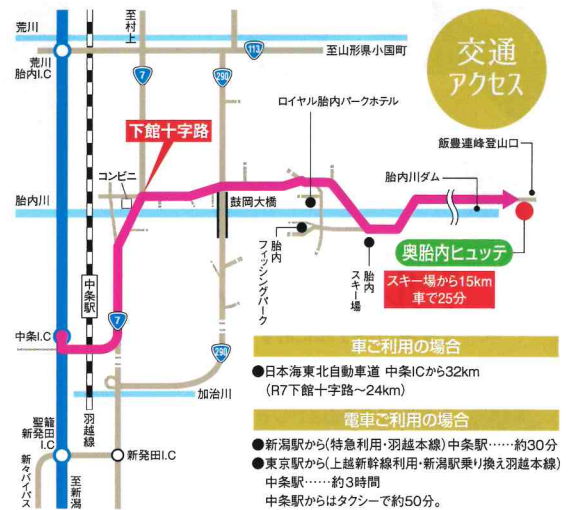 荒川
至村上
113
至山形県小国町
荒川
胎内I.C
7
290
交通
アクセス
下館十字路
ロイヤル胎内パークホテル
飯豊連峰登山口
コンビニ
胎内川ダム
胎内川
鼓岡大橋
胎内
フィッシングパーク
胎内
スキー場
奥胎内ヒュッテ
スキー場から15km
車で25分
中条駅
中条I.C
7
290
加治川
羽越線
聖籠
新発田
I.C
新発田I.C
新々バイパス
至新潟
車ご利用の場合
●日本海東北自動車道 中条ICから32km
(R7下館十字路～24km)
電車ご利用の場合
●新潟駅から(特急利用・羽越本線)中条駅……約30分
●東京駅から(上越新幹線利用・新潟駅乗り換え羽越本線)
中条駅……約3時間
中条駅からはタクシーで約50分。